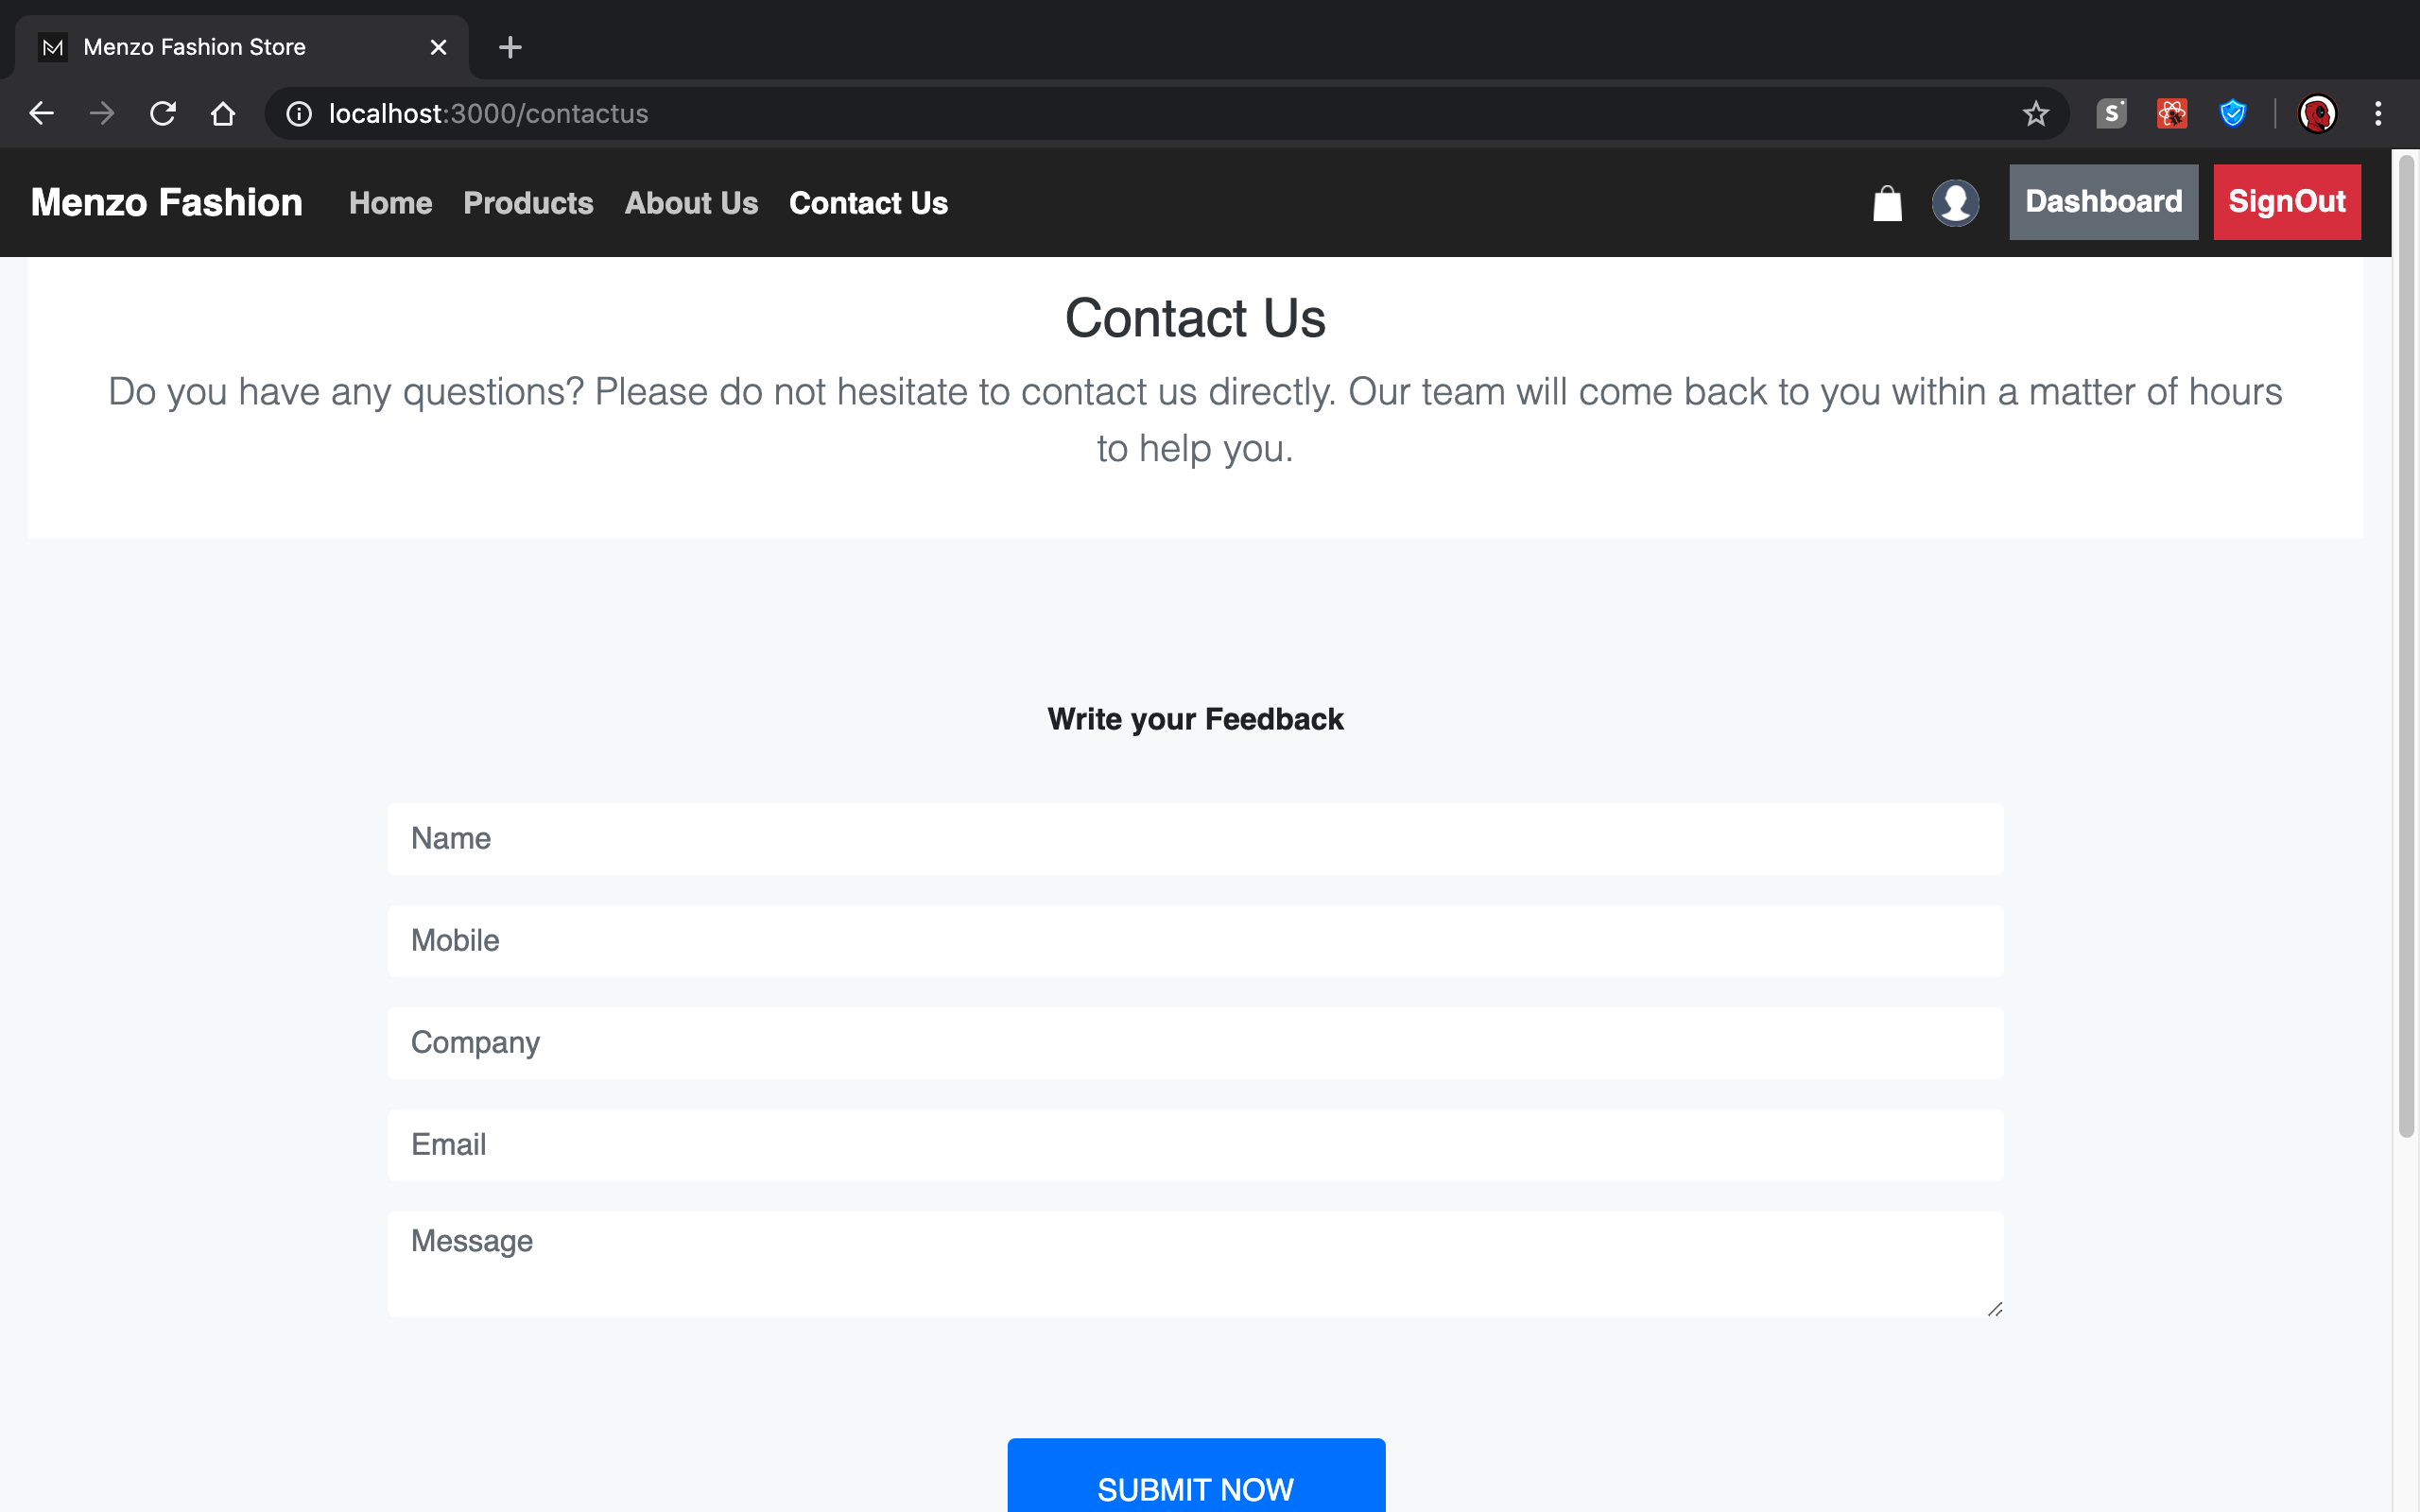 Menzo Fashion Store
localhost:3000/contactus
Menzo Fashion Home Products About Us Contact Us Dashboard SignOut
Contact Us
Do you have any questions? Please do not hesitate to contact us directly. Our team will come back to you within a matter of hours
to help you.
Write your Feedback
Name
Mobile
Company
Email
Message
SUBMIT NOW